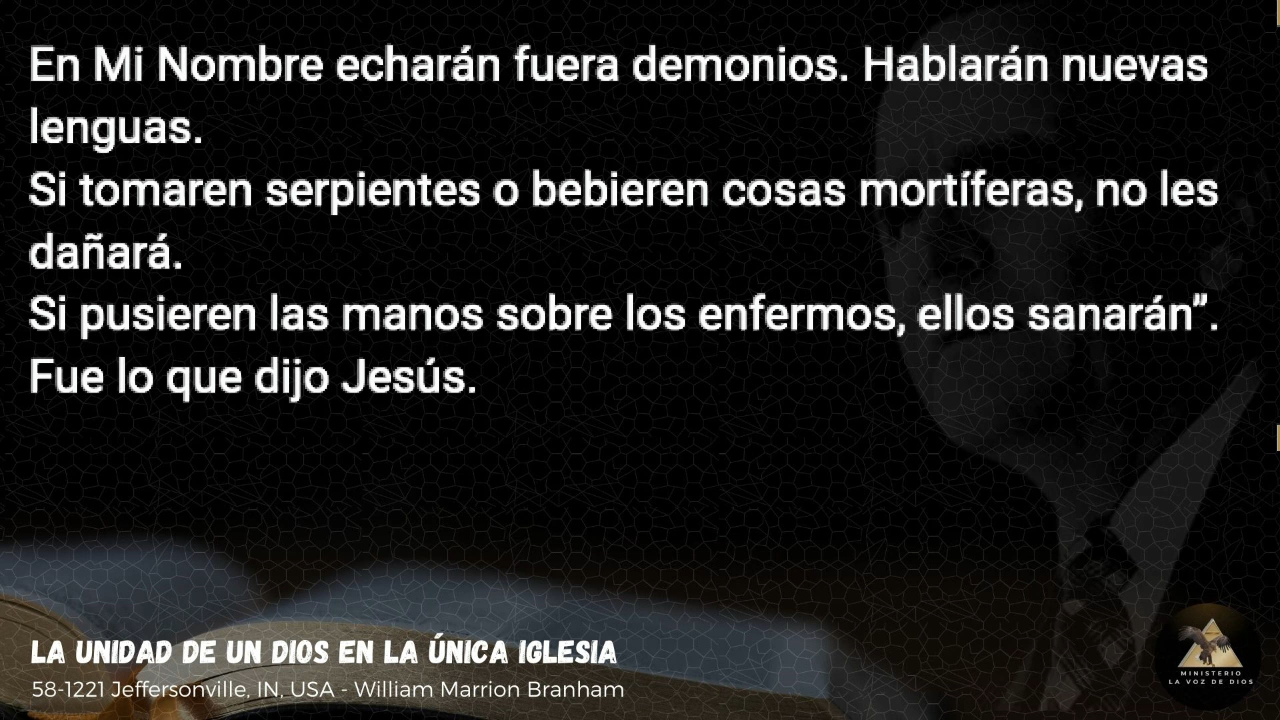 En Mi Nombre echarán fuera demonios. Hablarán nuevas
lenguas.
Si tomaren serpientes o bebieren cosas mortíferas, no les
dañará.
Si pusieren las manos sobre los enfermos, ellos sanarán”.
Fue lo que dijo Jesús.
LA UNIDAD DE UN DIOS EN LA ÚNICA IGLESIA
58-1221 Jeffersonville, IN, USA - William Marrion Branham
MINISTERIO
LA VOZ DE DIOS